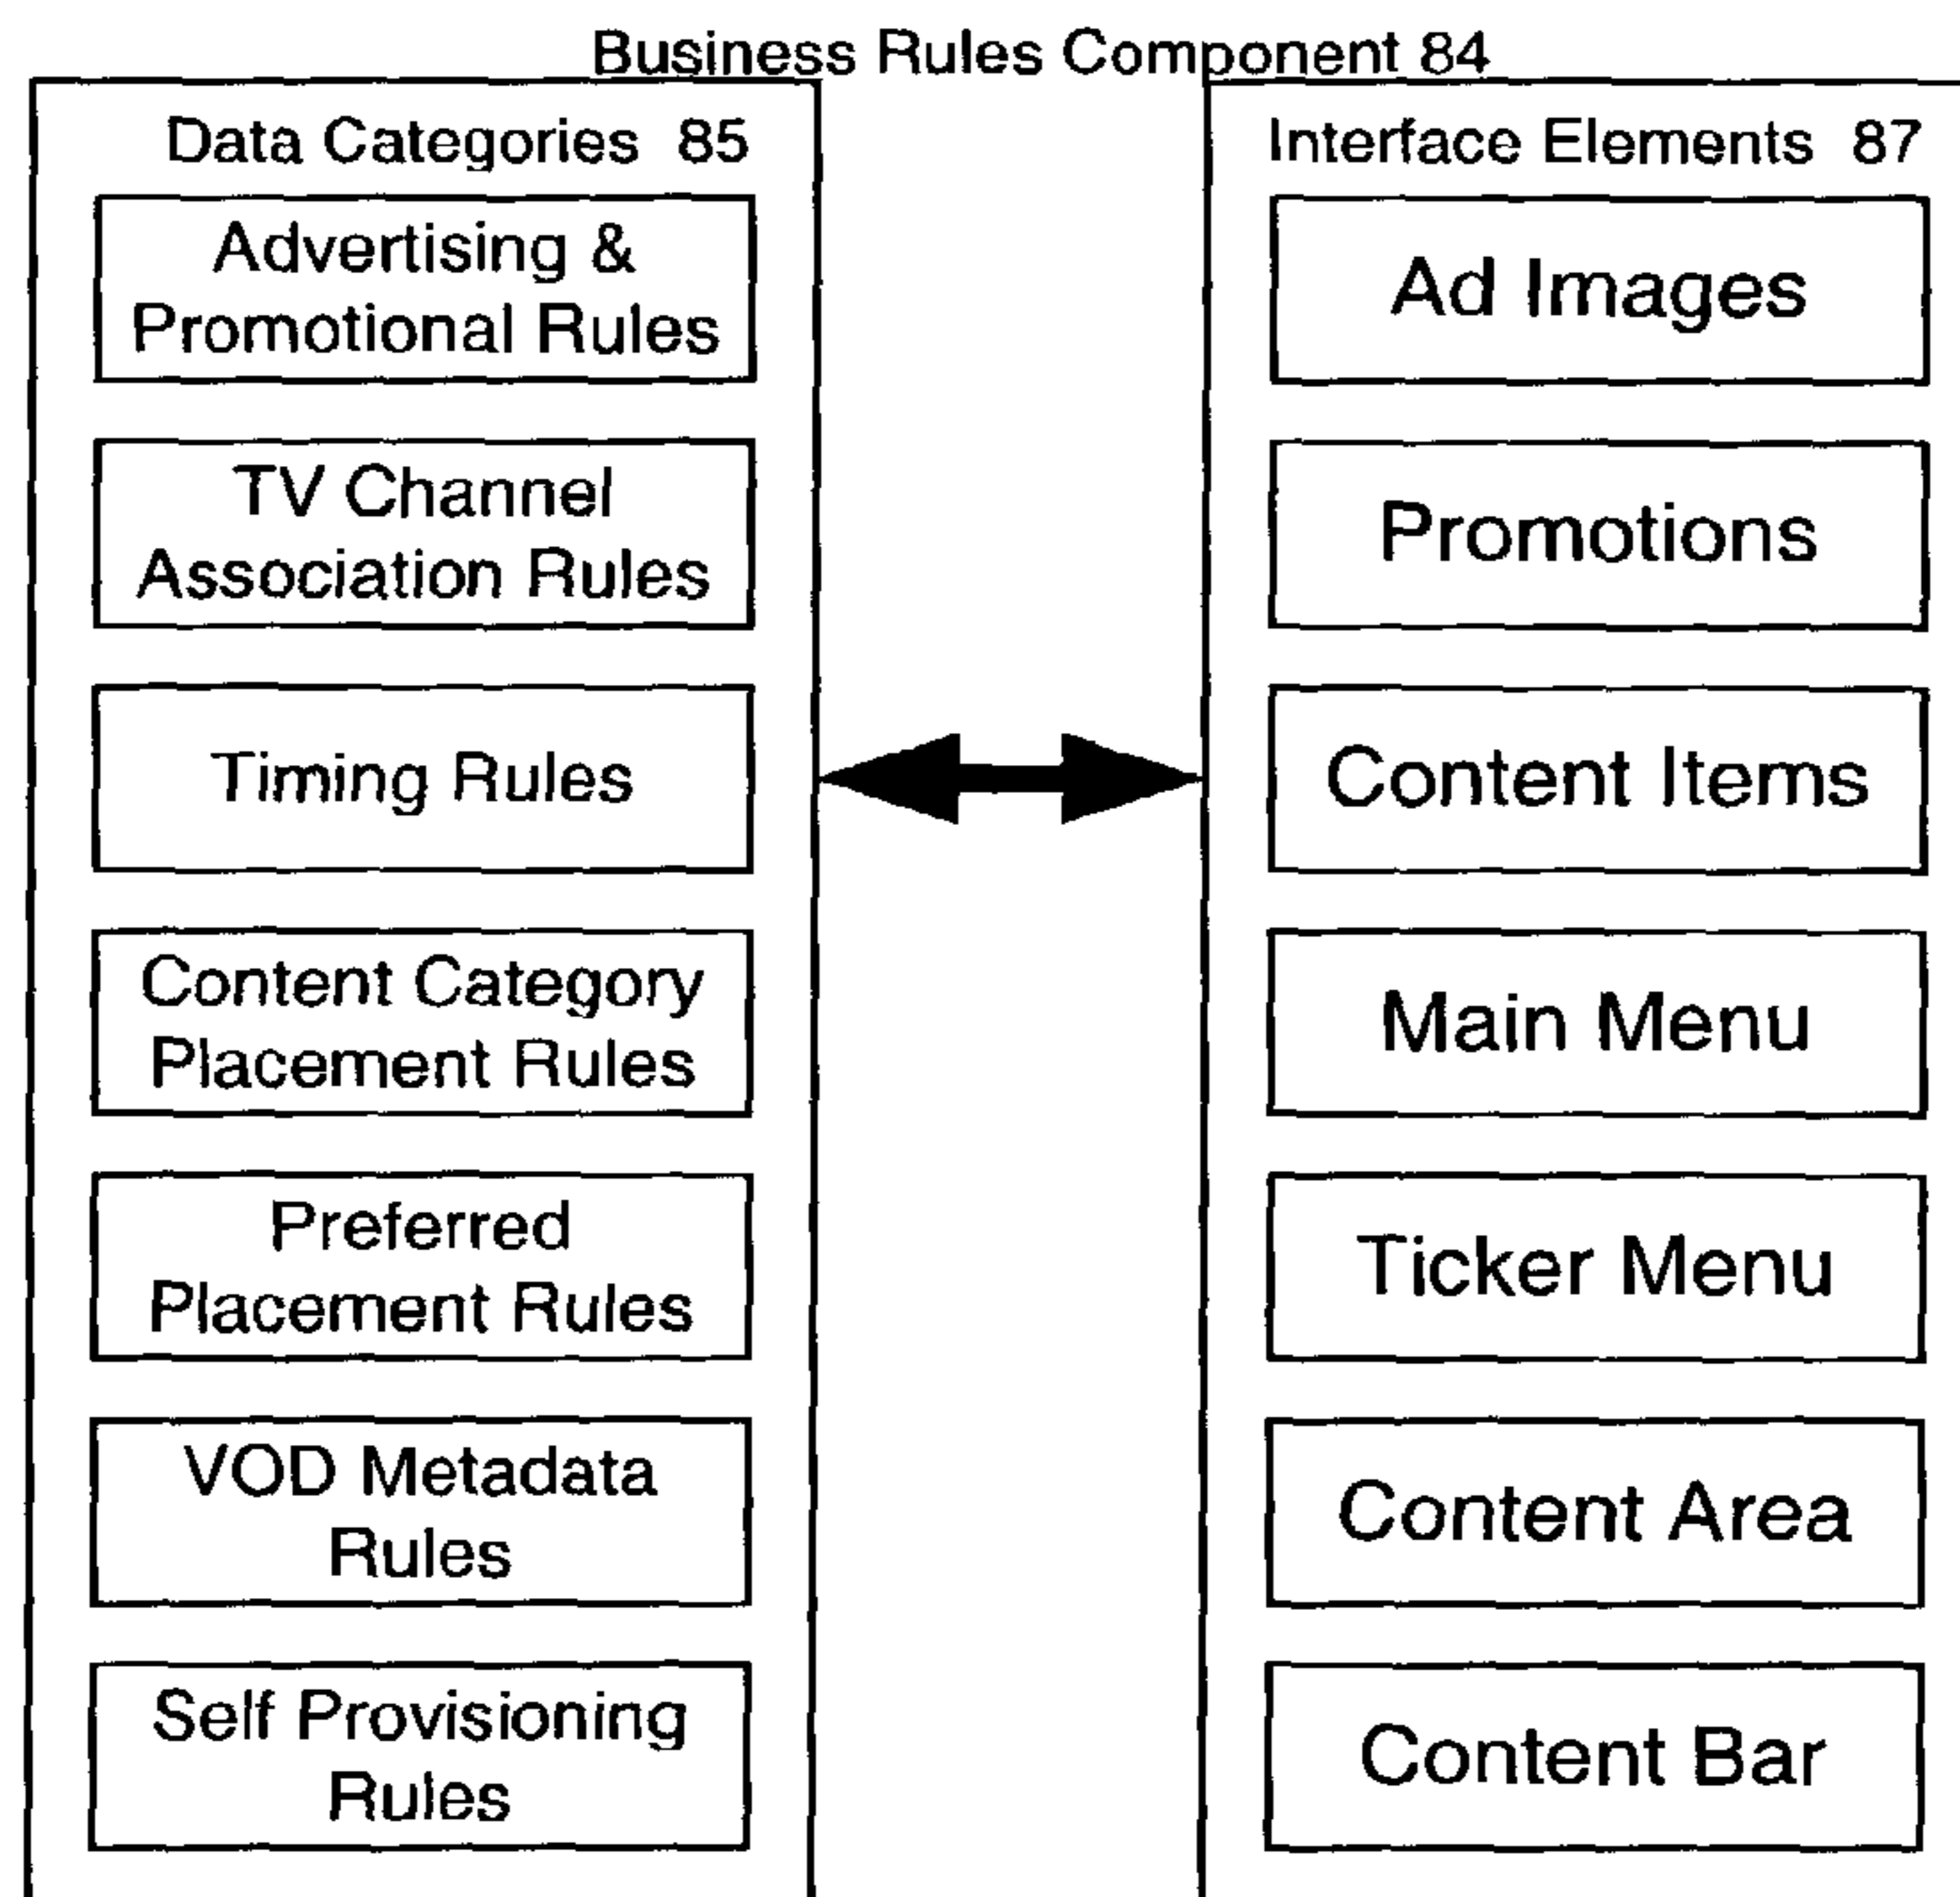 Business Rules Component 84
Data Categories 85
Advertising &
Promotional Rules
TV Channel
Association Rules
Timing Rules
Content Category
Placement Rules
Preferred
Placement Rules
VOD Metadata
Rules
Self Provisioning
Rules
Interface Elements 87
Ad Images
Promotions
Content Items
Main Menu
Ticker Menu
Content Area
Content Bar